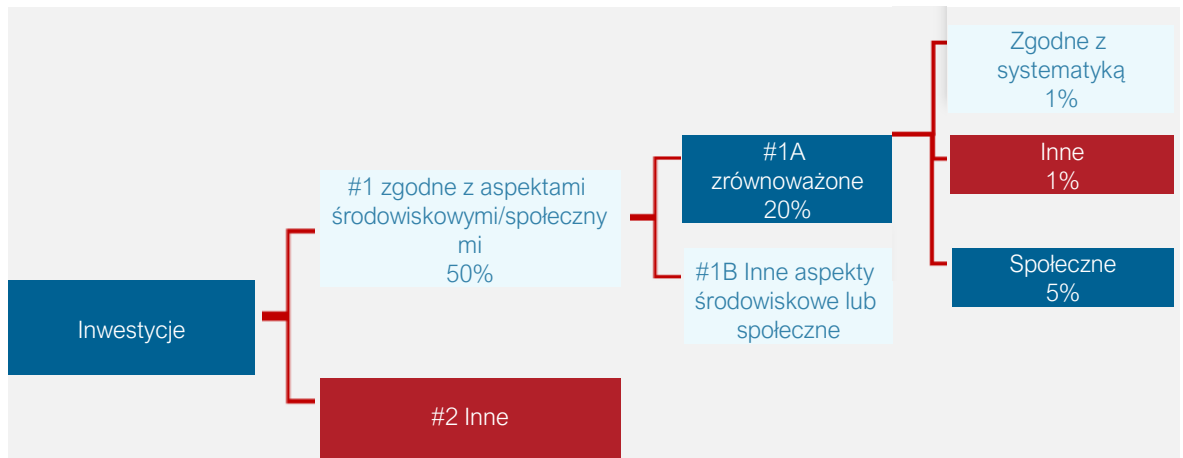 Inwestycje
#1 zgodne z aspektami
środowiskowymi/społeczny
mi
50%
#2 Inne
#1A
zrównoważone
20%
#1B Inne aspekty
środowiskowe lub
społeczne
Zgodne z
systematyką
1%
Inne
1%
Społeczne
5%